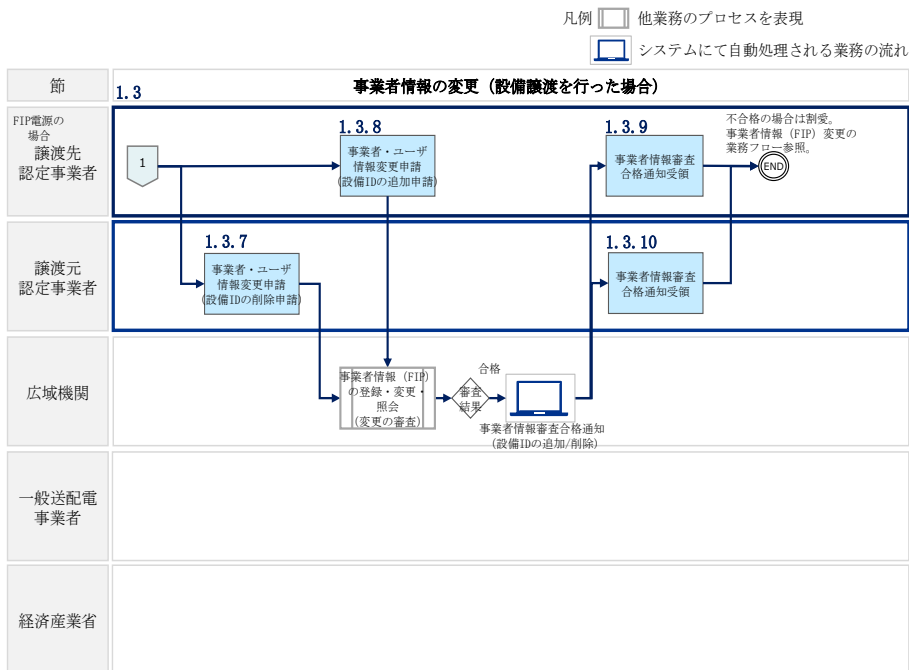 凡例 他業務のプロセスを表現
システムにて自動処理される業務の流れ
節
1.3
事業者情報の変更（設備譲渡を行った場合）
FIP電源の
場合
譲渡先
認定事業者
1
1.3.8
事業者・ユーザ
情報変更申請
(設備IDの追加申請)
1.3.9
事業者情報審査
合格通知受領
不合格の場合は割愛。
事業者情報（FIP）変更の
業務フロー参照。
END
譲渡元
認定事業者
1.3.7
事業者・ユーザ
情報変更申請
(設備IDの削除申請)
1.3.10
事業者情報審査
合格通知受領
広域機関
事業者情報（FIP）
の登録・変更・
照会
(変更の審査)
審査
結果
合格
事業者情報審査合格通知
(設備IDの追加/削除)
一般送配電
事業者
経済産業省